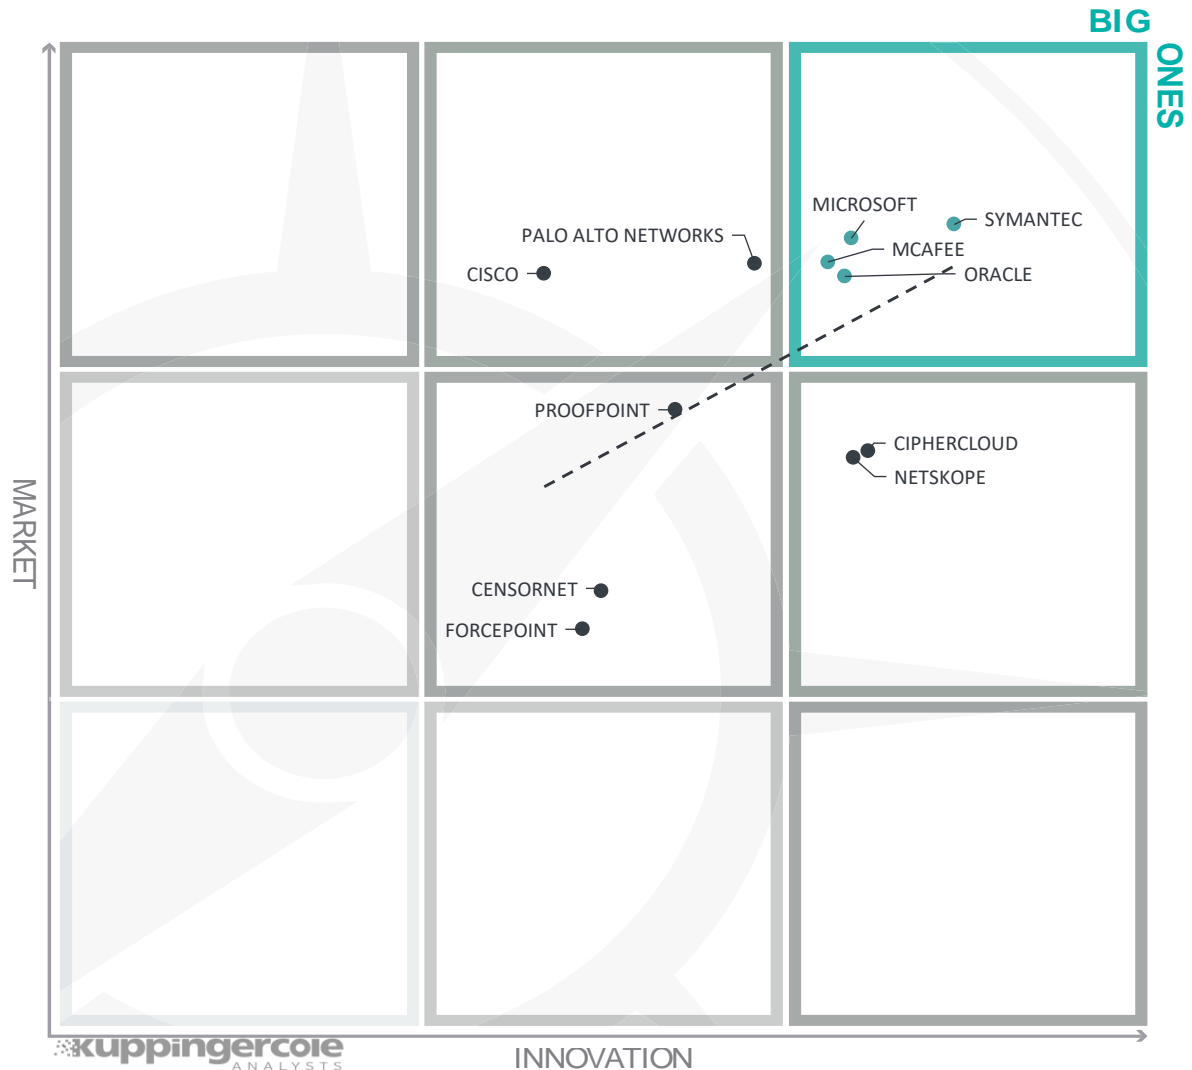 BIG
ONES
MICROSOFT
SYMANTEC
PALO ALTO NETWORKS
MCAFEE
CISCO
ORACLE
PROOFPOINT
CIPHERCLOUD
NETSKOPE
MARKET
CENSORNET
FORCEPOINT
kuppingercole
ANALYSTS
INNOVATION